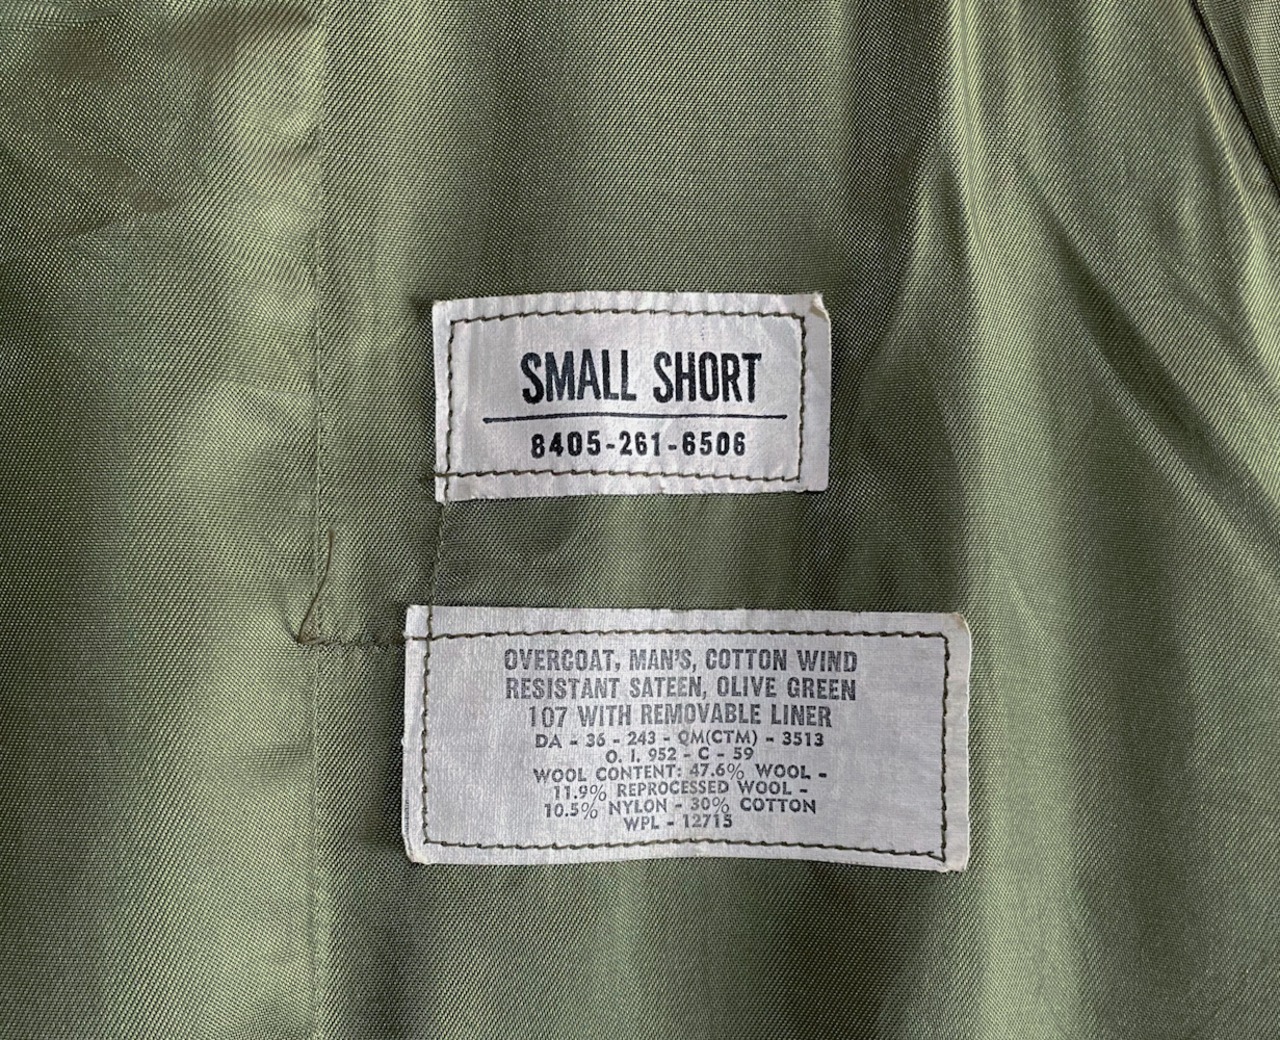 SMALL SHORT
8405-261-6506
OVERCOAT, MAN'S, COTTON WIND
RESISTANT SATEEN, OLIVE GREEN
107 WITH REMOVABLE LINER
DA - 36 - 243 - QM(CTM) - 3513
O. I. 952 - C - 59
WOOL CONTENT: 47.6% WOOL -
11.9% REPROCESSED WOOL -
10.5% NYLON - 30% COTTON
WPL - 12715